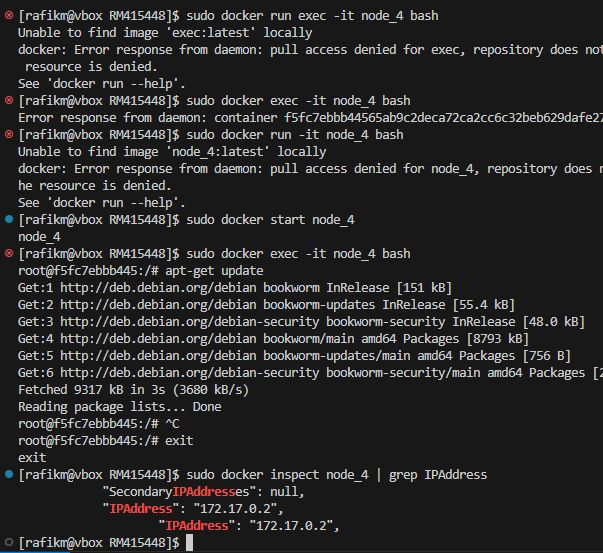 [rafikm@vbox RM415448]$ sudo docker run exec -it node_4 bash
Unable to find image 'exec:latest' locally
docker: Error response from daemon: pull access denied for exec, repository does not
resource is denied.
See 'docker run --help'.
[rafikm@vbox RM415448]$ sudo docker exec -it node_4 bash
Error response from daemon: container f5fc7ebbb44565ab9c2deca72ca2cc6c32beb629dafe27
[rafikm@vbox RM415448]$ sudo docker run -it node_4 bash
Unable to find image 'node_4:latest' locally
docker: Error response from daemon: pull access denied for node_4, repository does
he resource is denied.
See 'docker run --help'.
[rafikm@vbox RM415448]$ sudo docker start node_4
node_4
[rafikm@vbox RM415448]$ sudo docker exec -it node_4 bash
root@f5fc7ebbb445:/# apt-get update
Get:1 http://deb.debian.org/debian bookworm InRelease [151 kB]
Get:2 http://deb.debian.org/debian bookworm-updates InRelease [55.4 kB]
Get:3 http://deb.debian.org/debian-security bookworm-security InRelease [48.0 kB]
Get:4 http://deb.debian.org/debian bookworm/main amd64 Packages [8793 kB]
Get:5 http://deb.debian.org/debian bookworm-updates/main amd64 Packages [756 B]
Get:6 http://deb.debian.org/debian-security bookworm-security/main amd64 Packages [2
Fetched 9317 kB in 3s (3680 kB/s)
Reading package lists... Done
root@f5fc7ebbb445:/# ^C
root@f5fc7ebbb445:/# exit
exit
[rafikm@vbox RM415448]$ sudo docker inspect node_4 | grep IPAddress
"SecondaryIPAddresses": null,
"IPAddress": "172.17.0.2",
"IPAddress": "172.17.0.2",
[rafikm@vbox RM415448]$